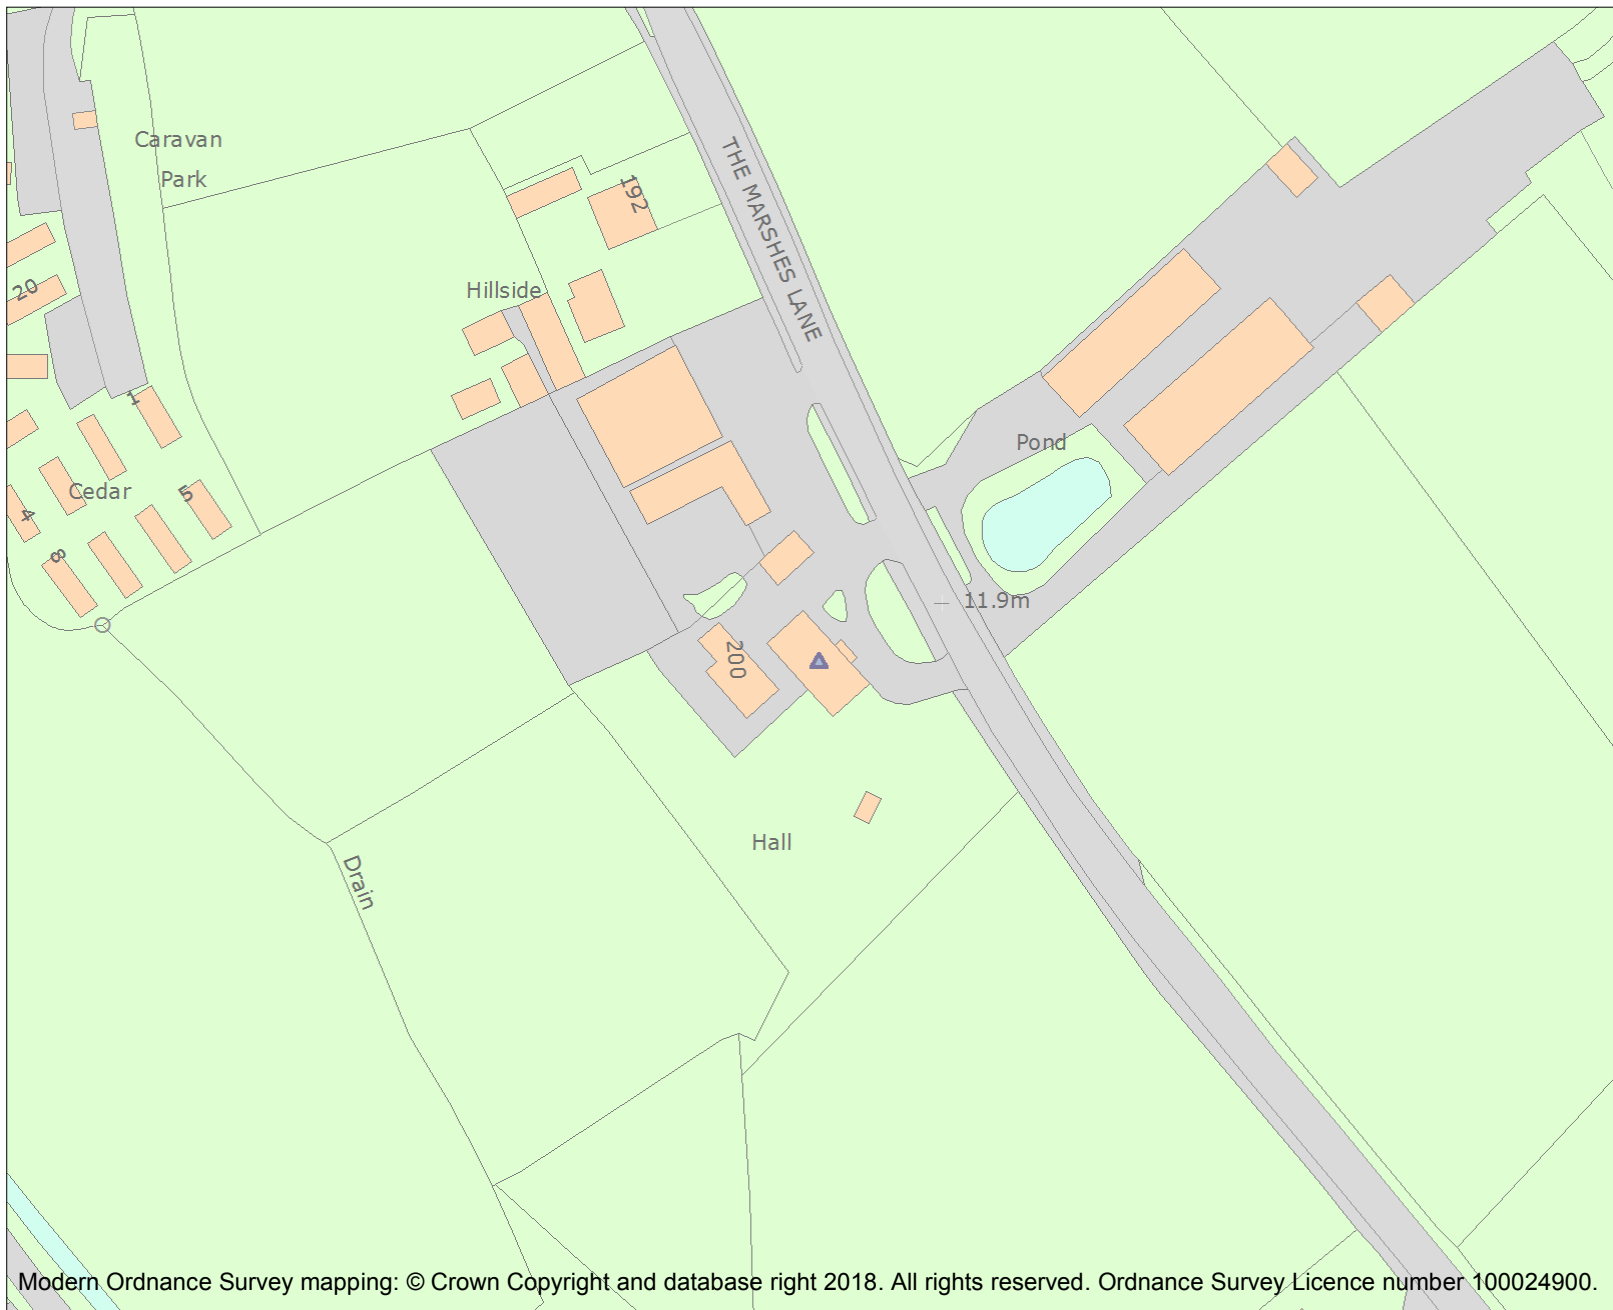 Caravan
Park
THE MARSHES LANE
192
Hillside
20
1
Pond
Cedar
5
4
8
11.9m
200
Hall
Drain
Modern Ordnance Survey mapping: © Crown Copyright and database right 2018. All rights reserved. Ordnance Survey Licence number 100024900.